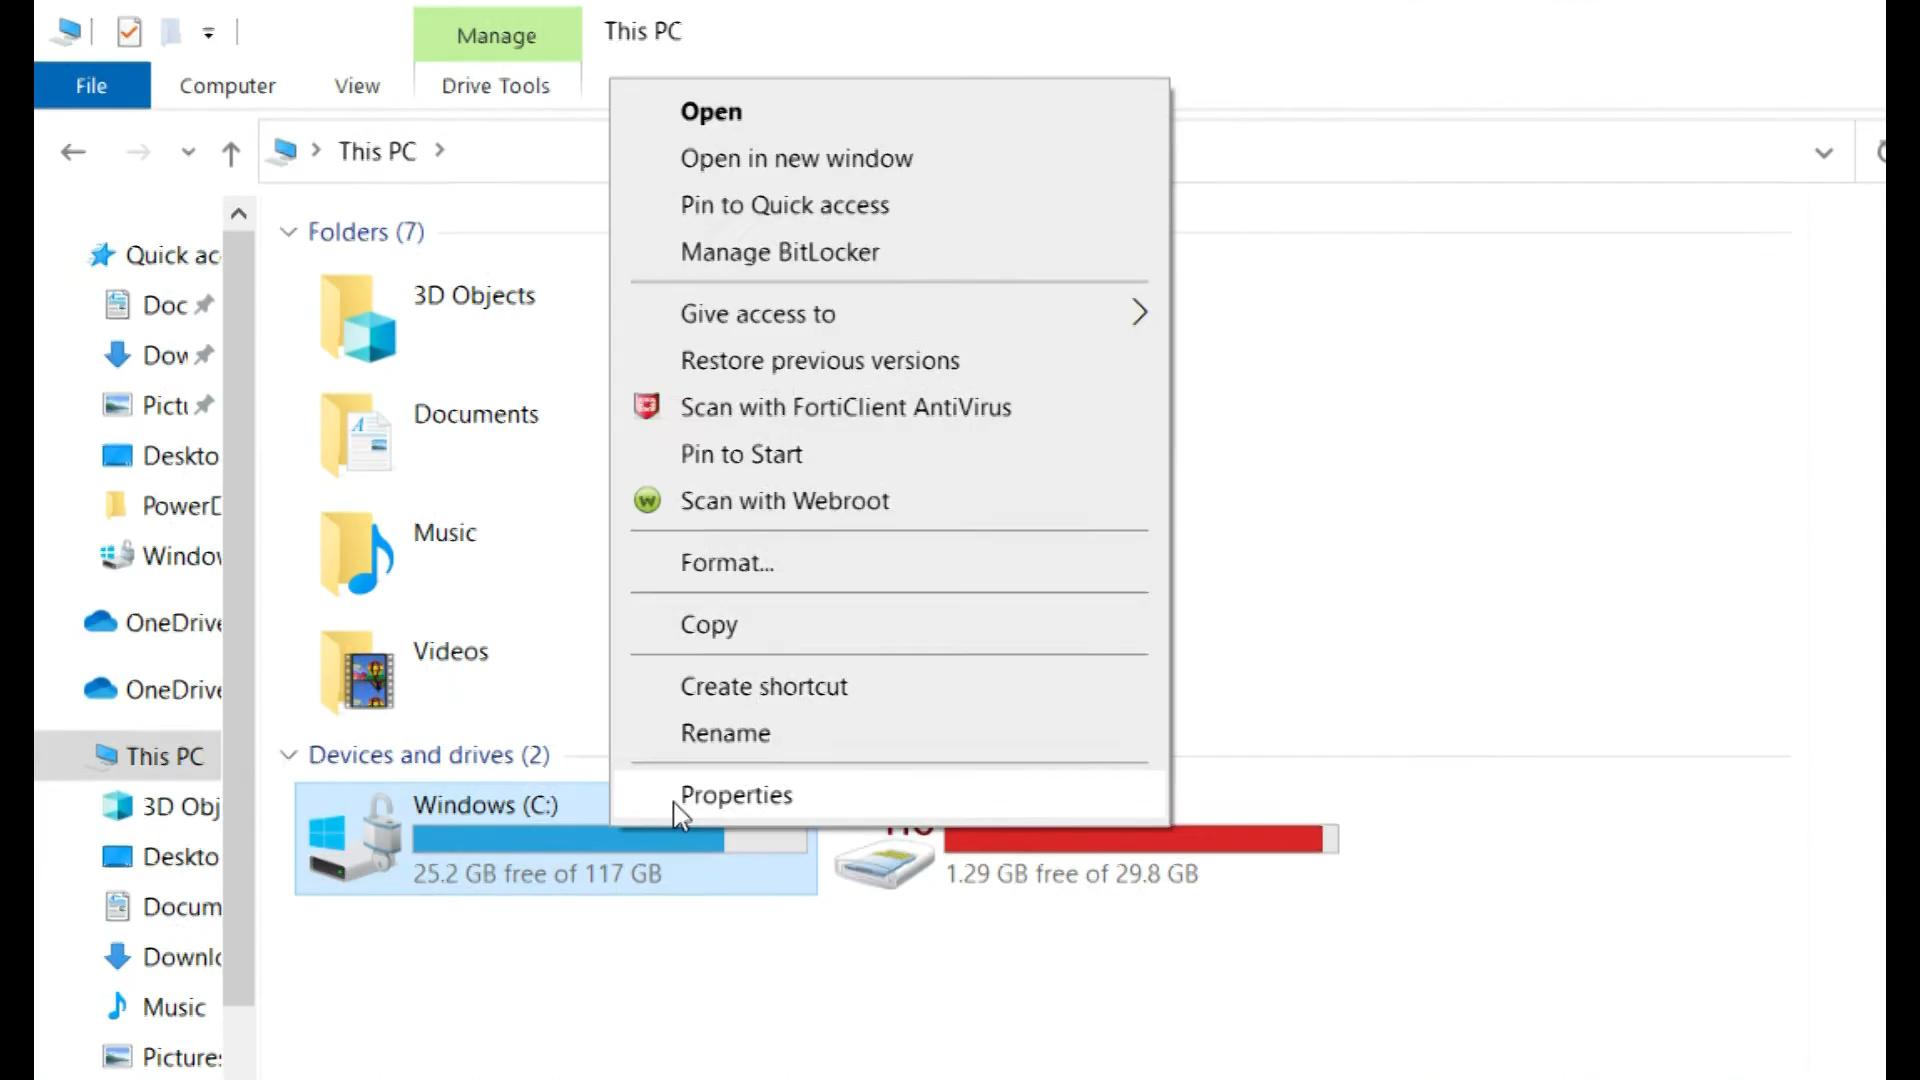 Manage
This PC
File
Computer
View
Drive Tools
This PC
Quick ac
Doc
Dow
Pict
Deskto
PowerD
Window
OneDrive
OneDrive
This PC
3D Obj
Deskto
Docum
Downlo
Music
Pictures
Folders (7)
3D Objects
Documents
Music
Videos
Devices and drives (2)
Windows (C:)
25.2 GB free of 117 GB
1.29 GB free of 29.8 GB
Open
Open in new window
Pin to Quick access
Manage BitLocker
Give access to
Restore previous versions
Scan with FortiClient AntiVirus
Pin to Start
Scan with Webroot
Format...
Copy
Create shortcut
Rename
Properties